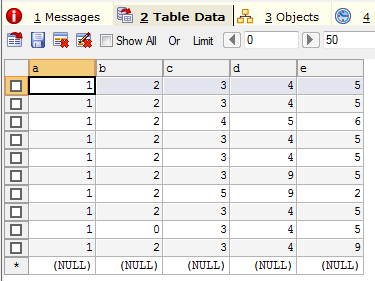 1 Messages 2 Table Data 3 Objects 4
Show All Or Limit 0 50
a b c d e
1 2 3 4 5
1 2 3 4 5
1 2 4 5 6
1 2 3 4 5
1 2 3 4 5
1 2 3 9 5
1 2 5 9 2
1 2 3 4 5
1 0 3 4 5
1 2 3 4 9
* (NULL) (NULL) (NULL) (NULL) (NULL)